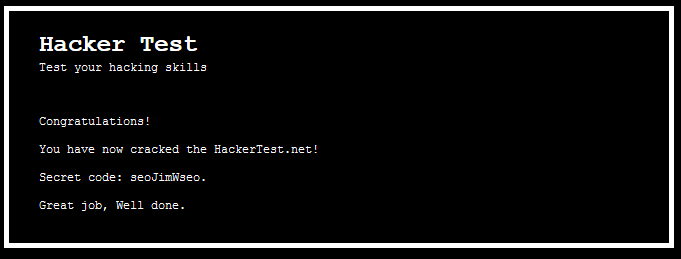 Hacker Test
Test your hacking skills
Congratulations!
You have now cracked the HackerTest.net!
Secret code: seoJimWseo.
Great job, Well done.